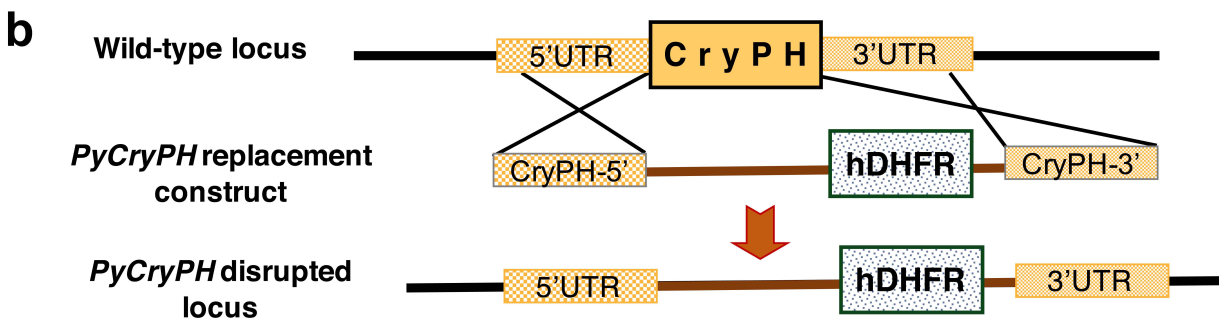 b
Wild-type locus
5'UTR
CryPH
3'UTR
PyCryPH replacement
construct
CryPH-5'
hDHFR
CryPH-3'
PyCryPH disrupted
locus
5'UTR
hDHFR
3'UTR